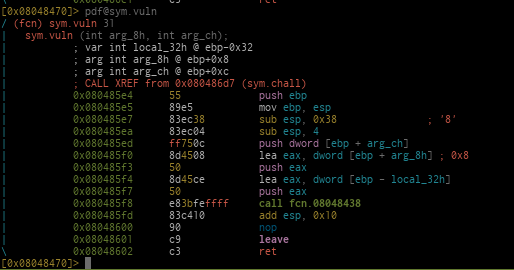 [0x08048470]> pdf@sym.vuln
/ (fcn) sym.vuln 31
|   sym.vuln (int arg_8h, int arg_ch);
|           ; var int local_32h @ ebp-0x32
|           ; arg int arg_8h @ ebp+0x8
|           ; arg int arg_ch @ ebp+0xc
|           ; CALL XREF from 0x080486d7 (sym.chall)
|           0x080485e4      55             push ebp
|           0x080485e5      89e5           mov ebp, esp
|           0x080485e7      83ec38         sub esp, 0x38               ; '8'
|           0x080485ea      83ec04         sub esp, 4
|           0x080485ed      ff750c         push dword [ebp + arg_ch]
|           0x080485f0      8d4508         lea eax, dword [ebp + arg_8h] ; 0x8
|           0x080485f3      50             push eax
|           0x080485f4      8d45ce         lea eax, dword [ebp - local_32h]
|           0x080485f7      50             push eax
|           0x080485f8      e83bfeffff     call fcn.08048438
|           0x080485fd      83c410         add esp, 0x10
|           0x08048600      90             nop
|           0x08048601      c9             leave
\           0x08048602      c3             ret
[0x08048470]>